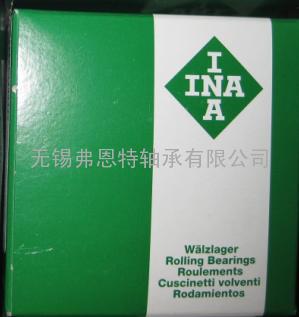 I
INA
A
无锡弗恩特轴承有限公司
Wälzlager
Rolling Bearings
Roulements
Cuscinetti volventi
Rodamientos